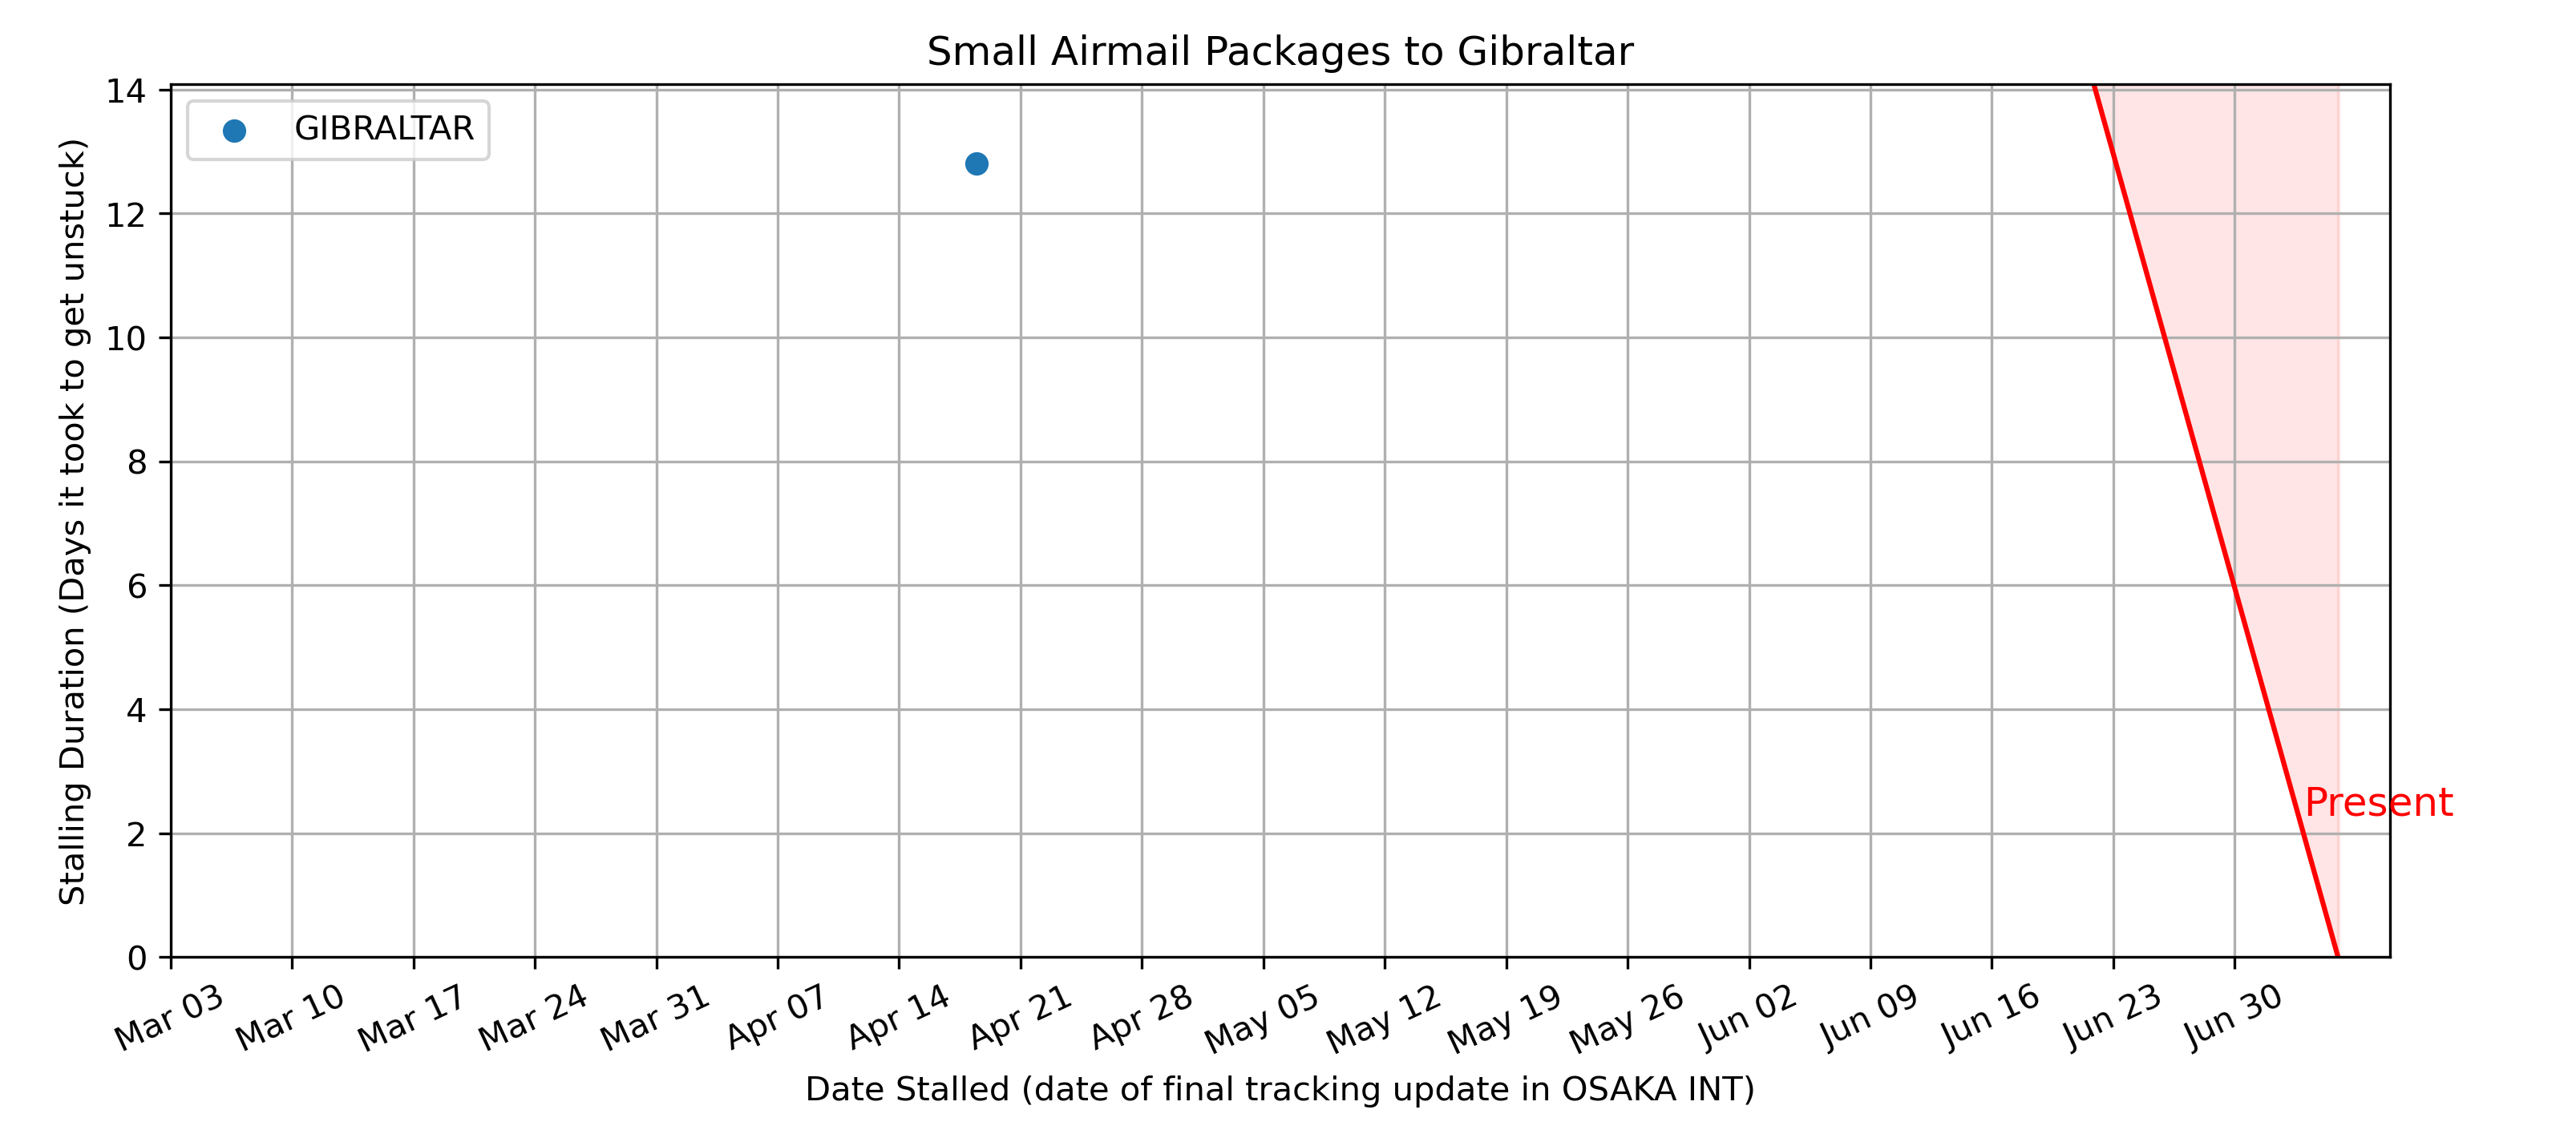 Small Airmail Packages to Gibraltar
GIBRALTAR
Stalling Duration (Days it took to get unstuck)
14
12
10
8
6
4
2
0
Present
Mar 03
Mar 10
Mar 17
Mar 24
Mar 31
Apr 07
Apr 14
Apr 21
Apr 28
May 05
May 12
May 19
May 26
Jun 02
Jun 09
Jun 16
Jun 23
Jun 30
Date Stalled (date of final tracking update in OSAKA INT)